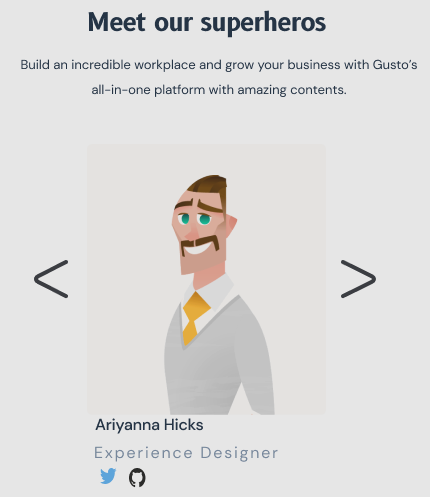 Meet our superheros
Build an incredible workplace and grow your business with Gusto’s
all-in-one platform with amazing contents.
Ariyanna Hicks
Experience Designer